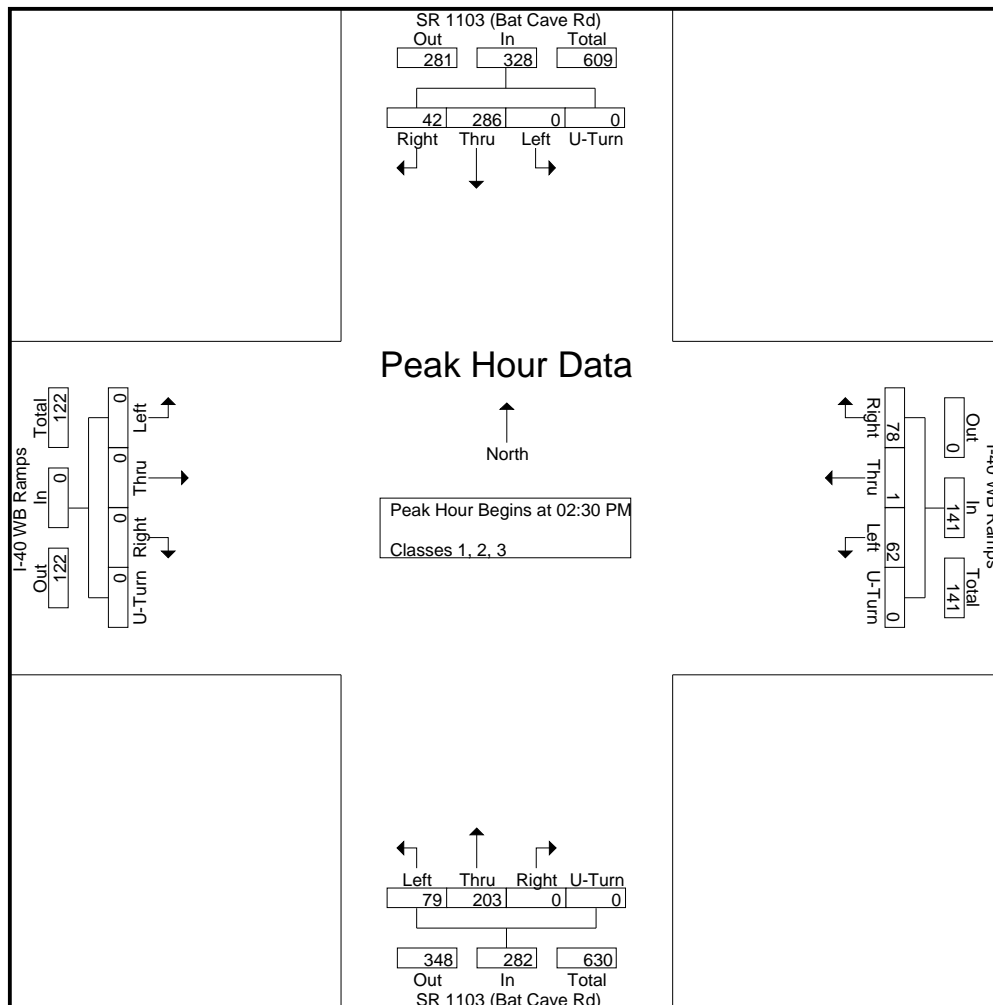 SR 1103 (Bat Cave Rd)
Out In Total
281 328 609
42 286 0 0
Right Thru Left U-Turn
Peak Hour Data
North
Peak Hour Begins at 02:30 PM
Classes 1, 2, 3
I-40 WB Ramps
Total In Out
122 0 122
0 0 0 0
Left Thru Right U-Turn
I-40 WB Ramps
Out In Total
0 141 141
78 1 62 0
Right Thru Left U-Turn
Left Thru Right U-Turn
79 203 0 0
348 282 630
Out In Total
SR 1103 (Bat Cave Rd)